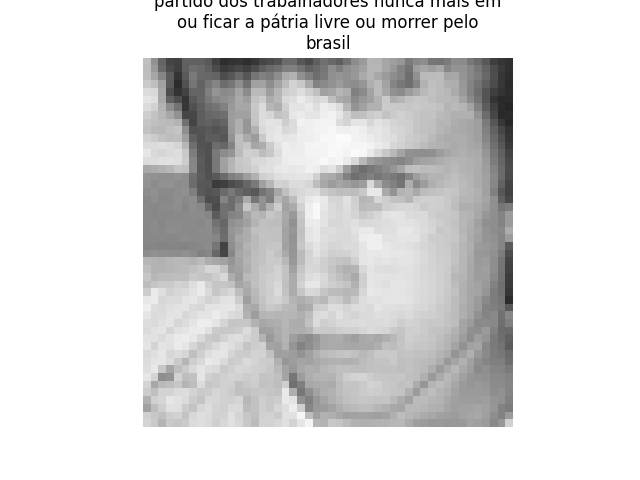 partido dos trabalhadores nunca mais em
ou ficar a pátria livre ou morrer pelo
brasil